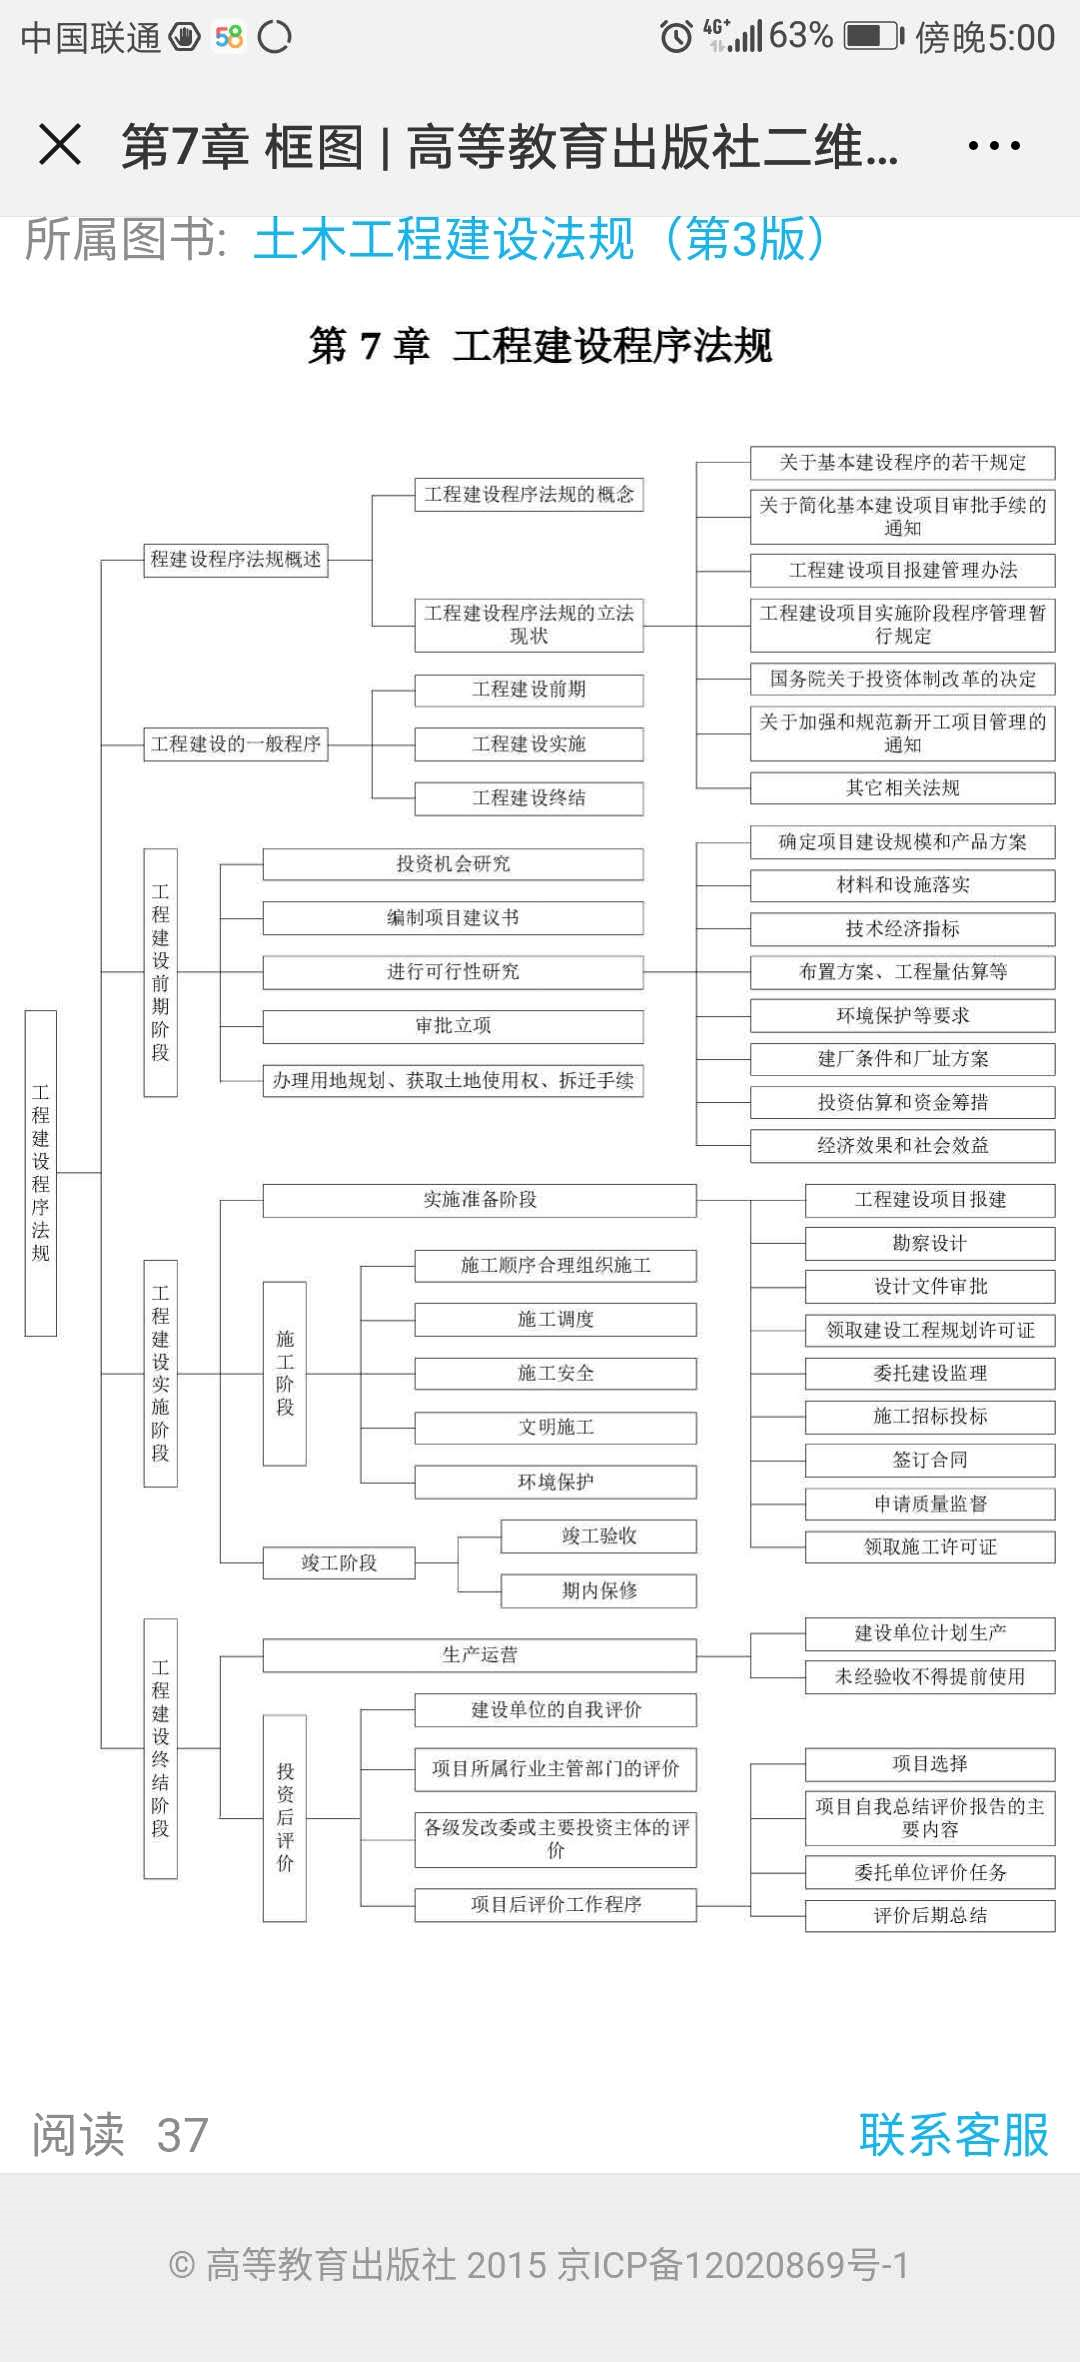 中国联通 58 4G+ 63% 傍晚5:00
第7章 框图 | 高等教育出版社二维... ...
所属图书: 土木工程建设法规（第3版）
第 7 章 工程建设程序法规
工程建设程序法规
程建设程序法规概述
工程建设程序法规的概念
工程建设程序法规的立法
现状
关于基本建设程序的若干规定
关于简化基本建设项目审批手续的
通知
工程建设项目报建管理办法
工程建设项目实施阶段程序管理暂
行规定
国务院关于投资体制改革的决定
关于加强和规范新开工项目管理的
通知
其它相关法规
工程建设的一般程序
工程建设前期
工程建设实施
工程建设终结
工程建设前期阶段
投资机会研究
编制项目建议书
进行可行性研究
审批立项
办理用地规划、获取土地使用权、拆迁手续
确定项目建设规模和产品方案
材料和设施落实
技术经济指标
布置方案、工程量估算等
环境保护等要求
建厂条件和厂址方案
投资估算和资金筹措
经济效果和社会效益
工程建设实施阶段
实施准备阶段
工程建设项目报建
勘察设计
设计文件审批
领取建设工程规划许可证
委托建设监理
施工招标投标
签订合同
申请质量监督
领取施工许可证
施工阶段
施工顺序合理组织施工
施工调度
施工安全
文明施工
环境保护
竣工阶段
竣工验收
期内保修
工程建设终结阶段
生产运营
建设单位计划生产
未经验收不得提前使用
投资后评价
建设单位的自我评价
项目所属行业主管部门的评价
各级发改委或主要投资主体的评
价
项目后评价工作程序
项目选择
项目自我总结评价报告的主
要内容
委托单位评价任务
评价后期总结
阅读 37
联系客服
© 高等教育出版社 2015 京ICP备12020869号-1